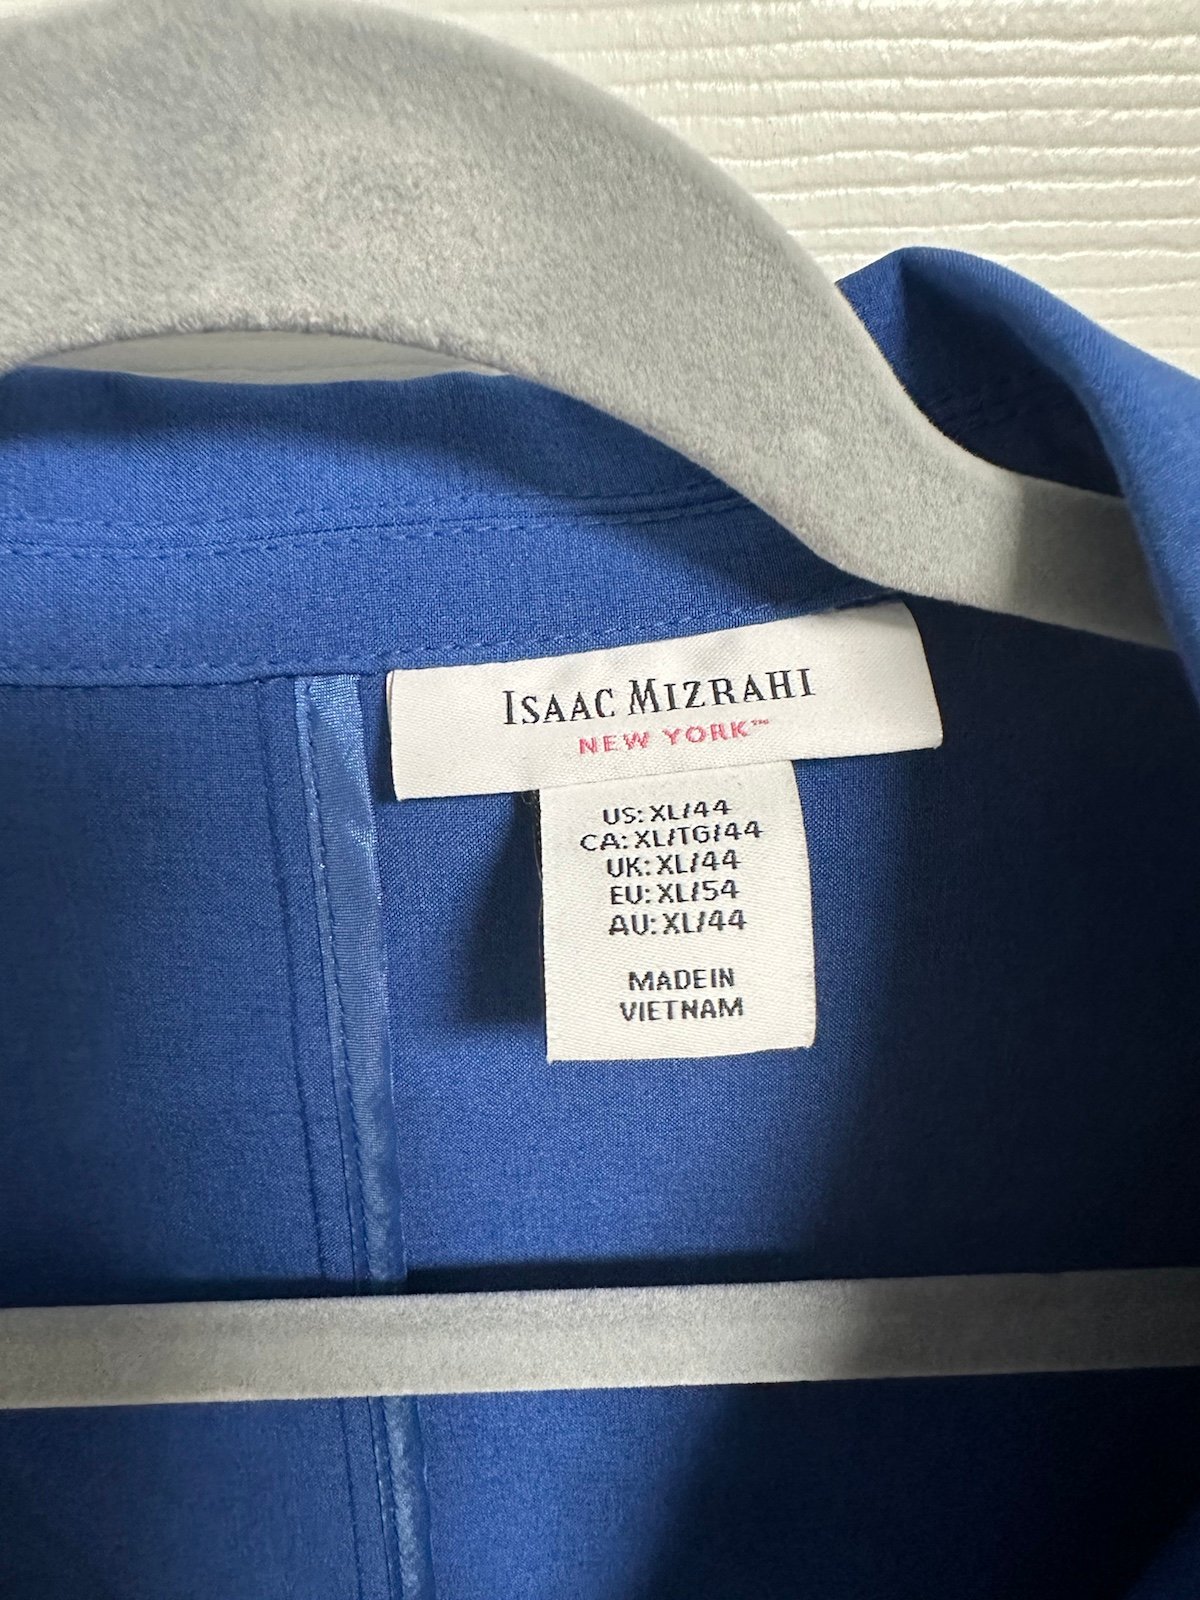 ISAAC MIZRAHI
NEW YORK™
US: XL/44
CA: XL/TG/44
UK: XL/44
EU: XL/54
AU: XL/44
MADE IN
VIETNAM